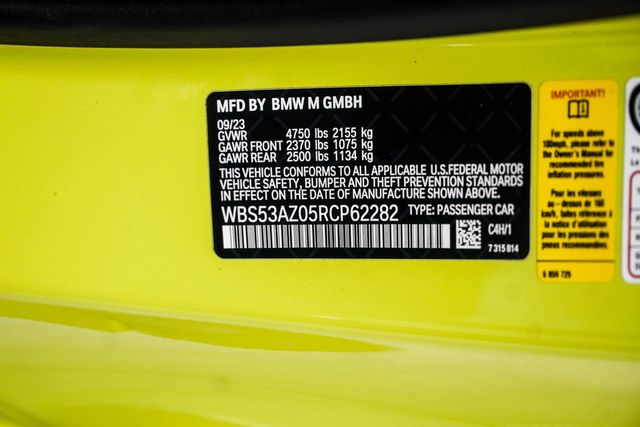 MFD BY BMW M GMBH
09/23
GVWR 4750 lbs 2155 kg
GAWR FRONT 2370 lbs 1075 kg
GAWR REAR 2500 lbs 1134 kg
THIS VEHICLE CONFORMS TO ALL APPLICABLE U.S.FEDERAL MOTOR
VEHICLE SAFETY, BUMPER AND THEFT PREVENTION STANDARDS
IN EFFECT ON THE DATE OF MANUFACTURE SHOWN ABOVE.
WBS53AZ05RCP62282 TYPE: PASSENGER CAR
C4H/1
7 315 814
IMPORTANT!
For speeds above
100mph, please refer to
the Owner's Manual for
recommended tire
inflation pressures.
Pour les vitesses
au - dessus de 160
km/h, faites référence à
la notice d'utilisation
pour les pressions de
pneus recommandées.